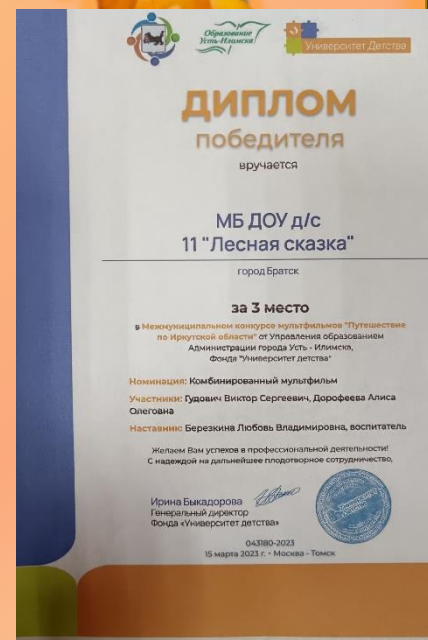 Образование
Усть-Илимска
Университет Детства
ДИПЛОМ
победителя
вручается
МБ ДОУ д/с
11 "Лесная сказка"
город Братск
за 3 место
в Межмуниципальном конкурсе мультфильмов "Путешествие
по Иркутской области" от Управления образованием
Администрации города Усть - Илимска,
Фонда "Университет детства"
Номинация: Комбинированный мультфильм
Участники: Гудович Виктор Сергеевич, Дорофеева Алиса
Олеговна
Наставник: Березкина Любовь Владимировна, воспитатель
Желаем Вам успехов в профессиональной деятельности!
С надеждой на дальнейшее плодотворное сотрудничество,
Ирина Быкадорова
Генеральный директор
Фонда «Университет детства»
043180-2023
15 марта 2023 г. - Москва - Томск